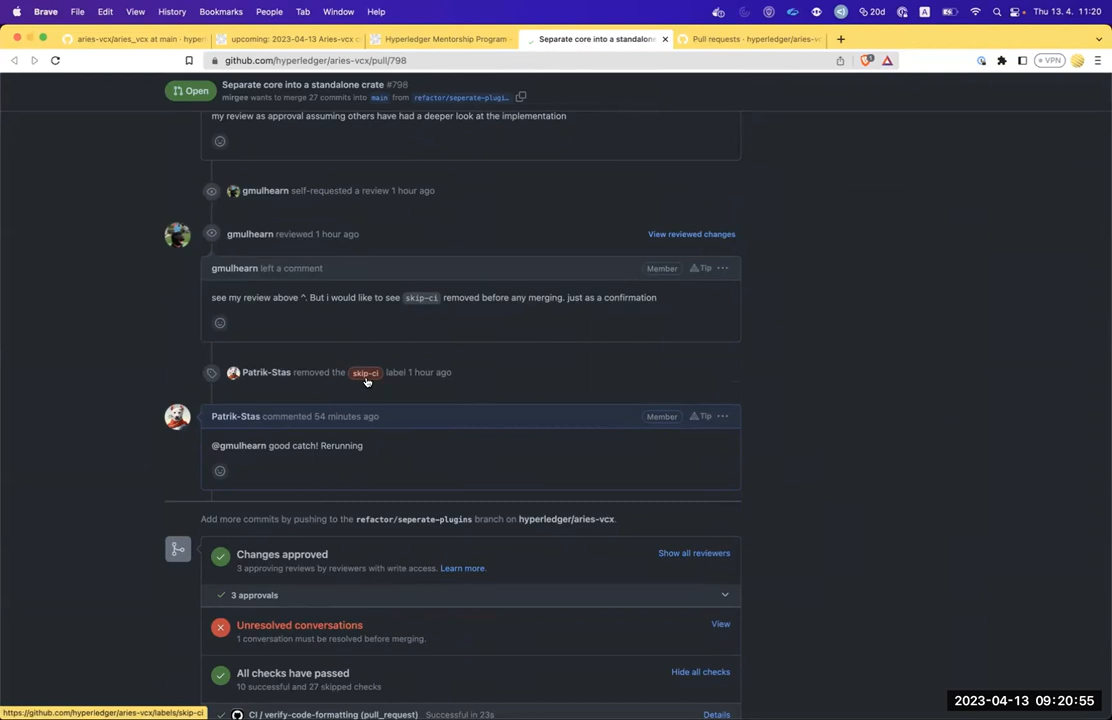 Brave File Edit View History Bookmarks People Tab Window Help 20d A Thu 13. 4. 11:20
aries-vcx/aries_vcx at main · hyperl
upcoming: 2023-04-13 Aries-vcx c
Hyperledger Mentorship Program -
Separate core into a standalone
Pull requests · hyperledger/aries-vc
github.com/hyperledger/aries-vcx/pull/798
VPN
Open
Separate core into a standalone crate #798
mirgee wants to merge 27 commits into main from refactor/seperate-plugi...
my review as approval assuming others have had a deeper look at the implementation
gmulhearn self-requested a review 1 hour ago
gmulhearn reviewed 1 hour ago
View reviewed changes
gmulhearn left a comment
Member Tip
see my review above ^. But i would like to see skip-ci removed before any merging. just as a confirmation
Patrik-Stas removed the skip-ci label 1 hour ago
Patrik-Stas commented 54 minutes ago
Member Tip
@gmulhearn good catch! Rerunning
Add more commits by pushing to the refactor/seperate-plugins branch on hyperledger/aries-vcx.
Changes approved
Show all reviewers
3 approving reviews by reviewers with write access. Learn more.
3 approvals
Unresolved conversations
View
1 conversation must be resolved before merging.
All checks have passed
Hide all checks
10 successful and 27 skipped checks
CI / verify-code-formatting (pull_request) Successful in 23s
Details
https://github.com/hyperledger/aries-vcx/labels/skip-ci
2023-04-13 09:20:55